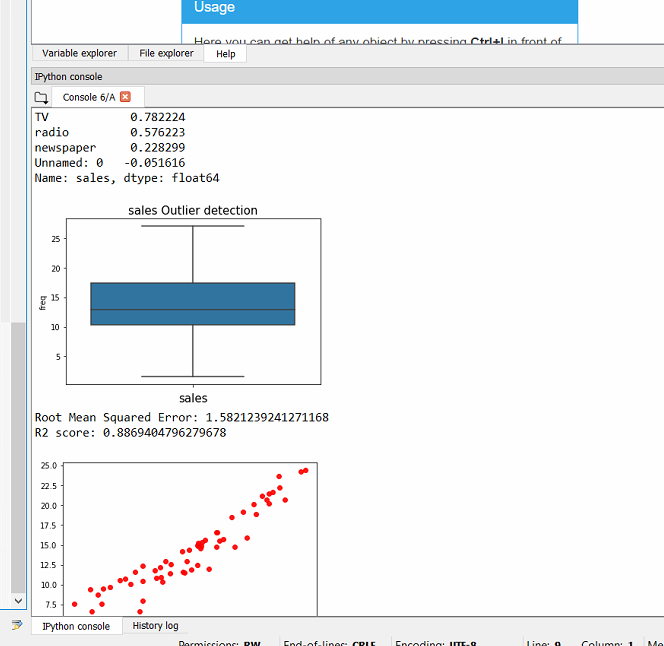 Usage
Here you can get help of any object by pressing Ctrl+I in front of
Variable explorer File explorer Help
IPython console
Console 6/A
TV 0.782224
radio 0.576223
newspaper 0.228299
Unnamed: 0 -0.051616
Name: sales, dtype: float64
sales Outlier detection
25
20
15
10
5
freq
sales
Root Mean Squared Error: 1.5821239241271168
R2 score: 0.8869404796279678
25.0
22.5
20.0
17.5
15.0
12.5
10.0
7.5
IPython console History log
Permissions: RW End-of-lines: CRLF Encoding: UTF-8 Line: 9 Column: 1 Me